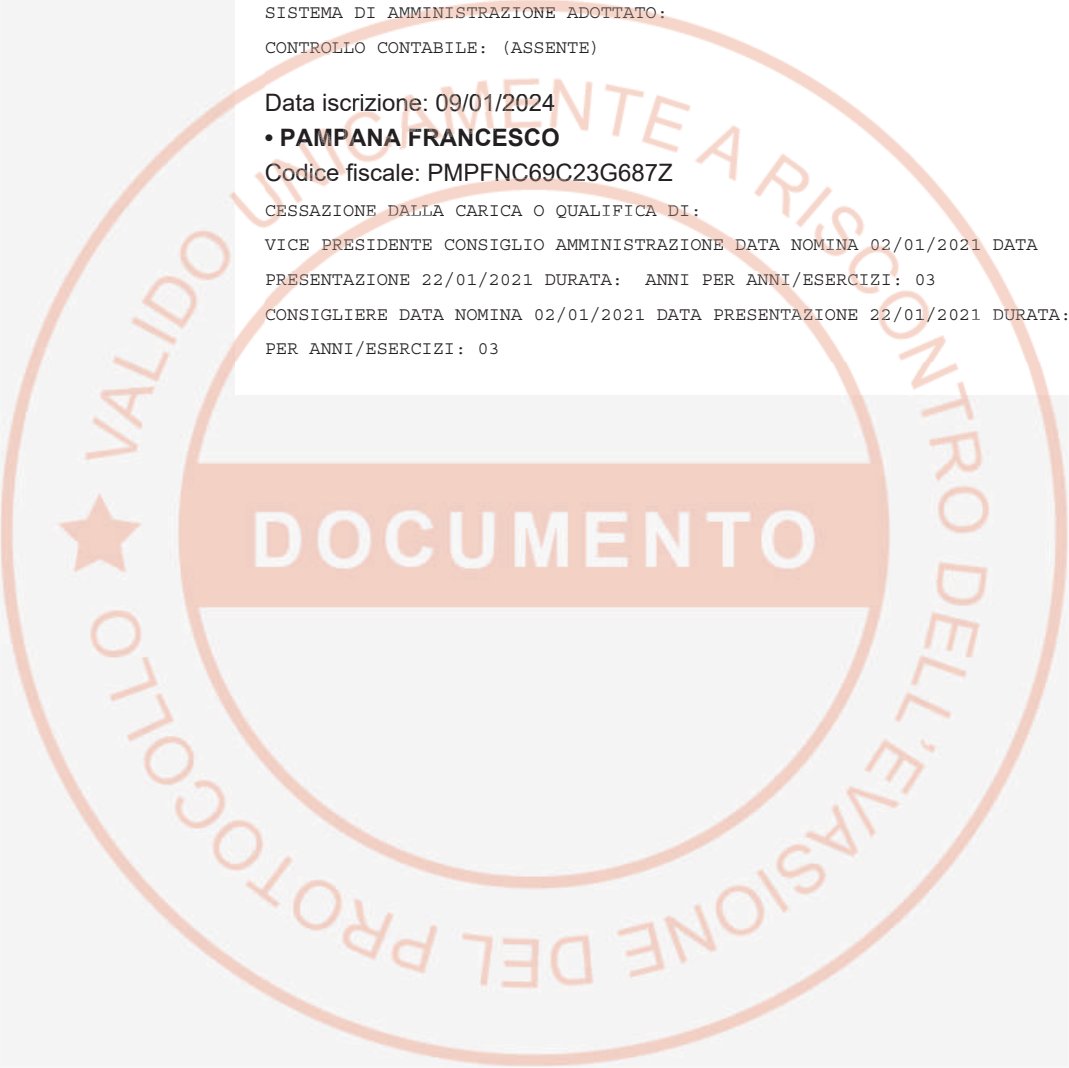 SISTEMA DI AMMINISTRAZIONE ADOTTATO:
CONTROLLO CONTABILE: (ASSENTE)
Data iscrizione: 09/01/2024
• PAMPANA FRANCESCO
Codice fiscale: PMPFNC69C23G687Z
CESSAZIONE DALLA CARICA O QUALIFICA DI:
VICE PRESIDENTE CONSIGLIO AMMINISTRAZIONE DATA NOMINA 02/01/2021 DATA
PRESENTAZIONE 22/01/2021 DURATA: ANNI PER ANNI/ESERCIZI: 03
CONSIGLIERE DATA NOMINA 02/01/2021 DATA PRESENTAZIONE 22/01/2021 DURATA:
PER ANNI/ESERCIZI: 03
DOCUMENTO
VALIDO UNICAMENTE A RISCONTRO DELL'EVASIONE DEL PROTOCOLLO